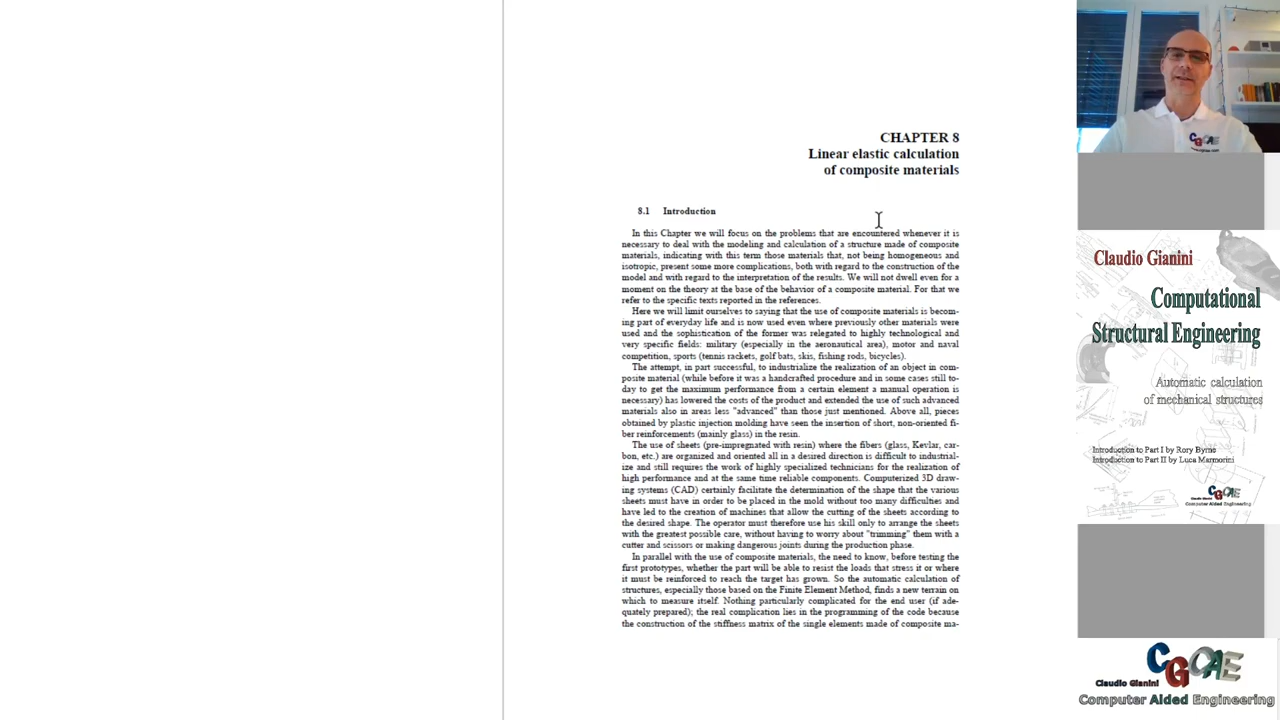 CHAPTER 8
Linear elastic calculation
of composite materials
8.1 Introduction
In this Chapter we will focus on the problems that are encountered whenever it is
necessary to deal with the modeling and calculation of a structure made of composite
materials, indicating with this term those materials that, not being homogeneous and
isotropic, present some more complications, both with regard to the construction of the
model and with regard to the interpretation of the results. We will not dwell even for a
moment on the theory at the base of the behavior of a composite material. For that we
refer to the specific texts reported in the references.
Here we will limit ourselves to saying that the use of composite materials is becom-
ing part of everyday life and is now used even where previously other materials were
used and the sophistication of the former was relegated to highly technological and
very specific fields: military (especially in the aeronautical area), motor and naval
competition, sports (tennis rackets, golf bats, skis, fishing rods, bicycles).
The attempt, in part successful, to industrialize the realization of an object in com-
posite material (while before it was a handcrafted procedure and in some cases still to-
day to get the maximum performance from a certain element a manual operation is
necessary) has lowered the costs of the product and extended the use of such advanced
materials also in areas less "advanced" than those just mentioned. Above all, pieces
obtained by plastic injection molding have seen the insertion of short, non-oriented fi-
ber reinforcements (mainly glass) in the resin.
The use of sheets (pre-impregnated with resin) where the fibers (glass, Kevlar, car-
bon, etc.) are organized and oriented all in a desired direction is difficult to industrial-
ize and still requires the work of highly specialized technicians for the realization of
high performance and at the same time reliable components. Computerized 3D draw-
ing systems (CAD) certainly facilitate the determination of the shape that the various
sheets must have in order to be placed in the mold without too many difficulties and
have led to the creation of machines that allow the cutting of the sheets according to
the desired shape. The operator must therefore use his skill only to arrange the sheets
with the greatest possible care, without having to worry about "trimming" them with a
cutter and scissors or making dangerous joints during the production phase.
In parallel with the use of composite materials, the need to know, before testing the
first prototypes, whether the part will be able to resist the loads that stress it or where
it must be reinforced to reach the target has grown. So the automatic calculation of
structures, especially those based on the Finite Element Method, finds a new terrain on
which to measure itself. Nothing particularly complicated for the end user (if ade-
quately prepared); the real complication lies in the programming of the code because
the construction of the stiffness matrix of the single elements made of composite ma-
CGCAE
Claudio Gianini
Computational
Structural Engineering
Automatic calculation
of mechanical structures
Introduction to Part I by Rory Byrne
Introduction to Part II by Luca Marmorini
CGCAE
Computer Aided Engineering
CGCAE
Claudio Gianini
Computer Aided Engineering